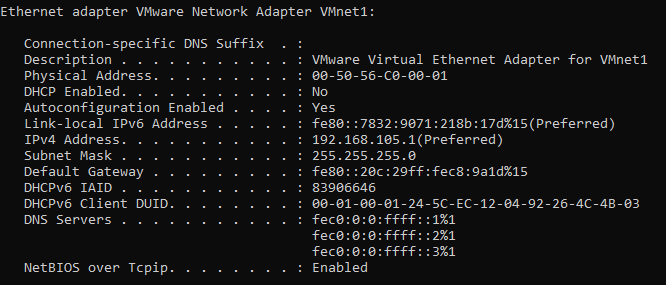 Ethernet adapter VMware Network Adapter VMnet1:
Connection-specific DNS Suffix . :
Description . . . . . . . . . . . : VMware Virtual Ethernet Adapter for VMnet1
Physical Address. . . . . . . . . : 00-50-56-C0-00-01
DHCP Enabled. . . . . . . . . . . : No
Autoconfiguration Enabled . . . . : Yes
Link-local IPv6 Address . . . . . : fe80::7832:9071:218b:17d%15(Preferred)
IPv4 Address. . . . . . . . . . . : 192.168.105.1(Preferred)
Subnet Mask . . . . . . . . . . . : 255.255.255.0
Default Gateway . . . . . . . . . : fe80::20c:29ff:fec8:9a1d%15
DHCPv6 IAID . . . . . . . . . . . : 83906646
DHCPv6 Client DUID. . . . . . . . : 00-01-00-01-24-5C-EC-12-04-92-26-4C-4B-03
DNS Servers . . . . . . . . . . . : fec0:0:0:ffff::1%1
fec0:0:0:ffff::2%1
fec0:0:0:ffff::3%1
NetBIOS over Tcpip. . . . . . . . : Enabled